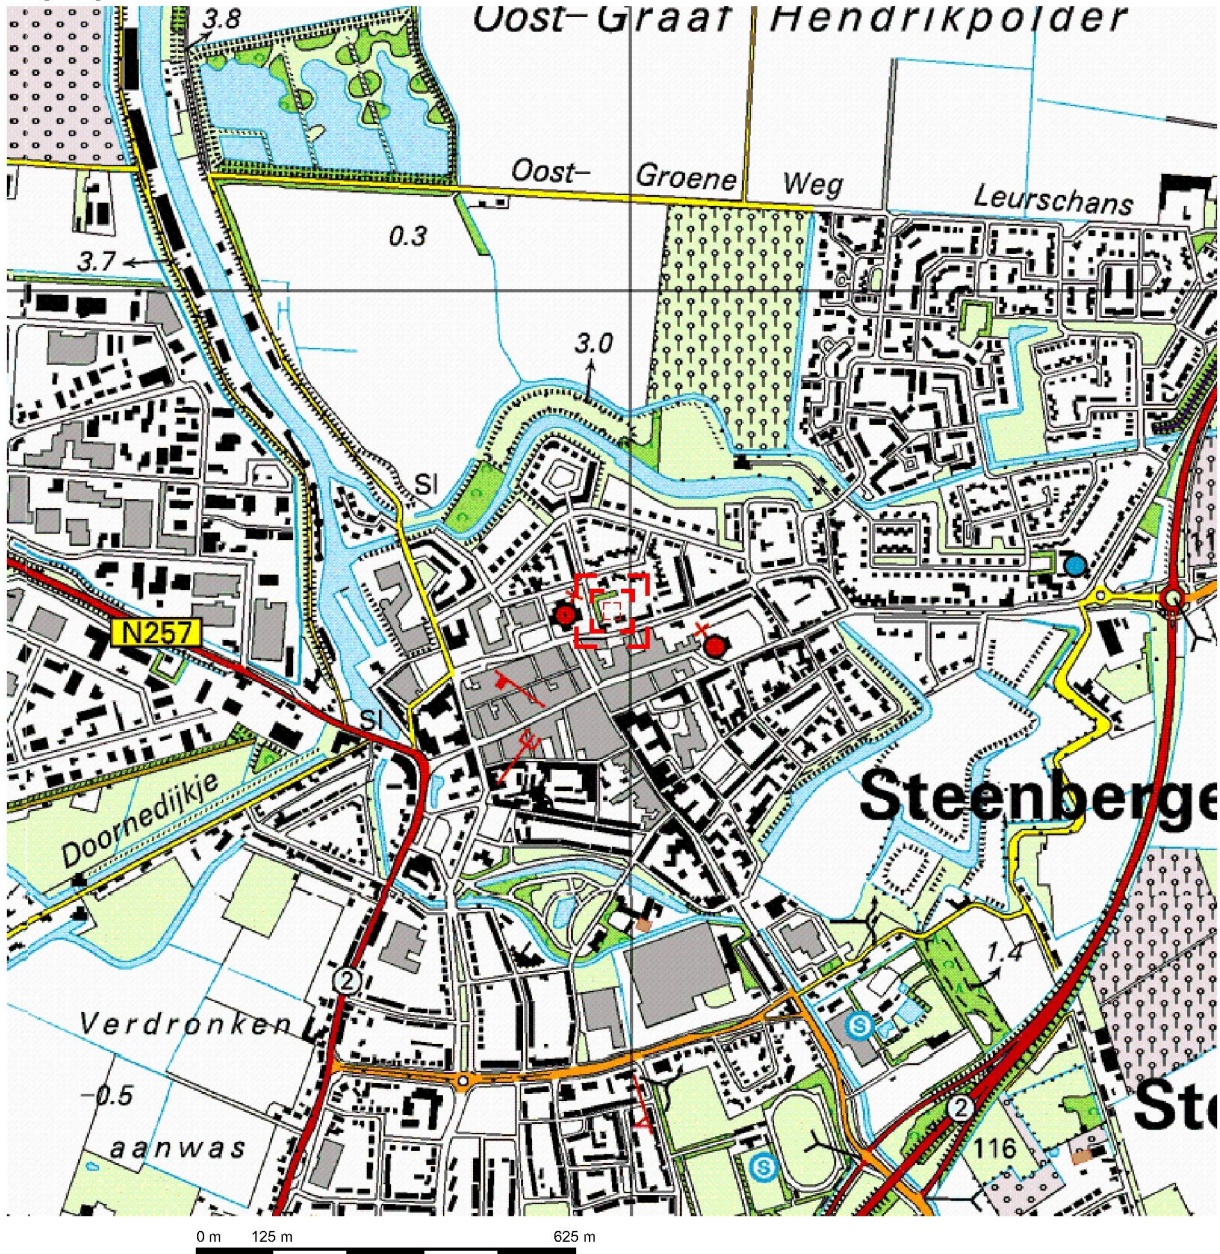 Oost-Graaf Hendrikpolder
3.8
Oost- Groene Weg
Leurschans
0.3
3.7
3.0
Sl
N257
Sl
Doornedijkje
Steenberge
1.4
2
Verdronken
S
-0.5
aanwas
2
Ste
116
S
0 m 125 m 625 m